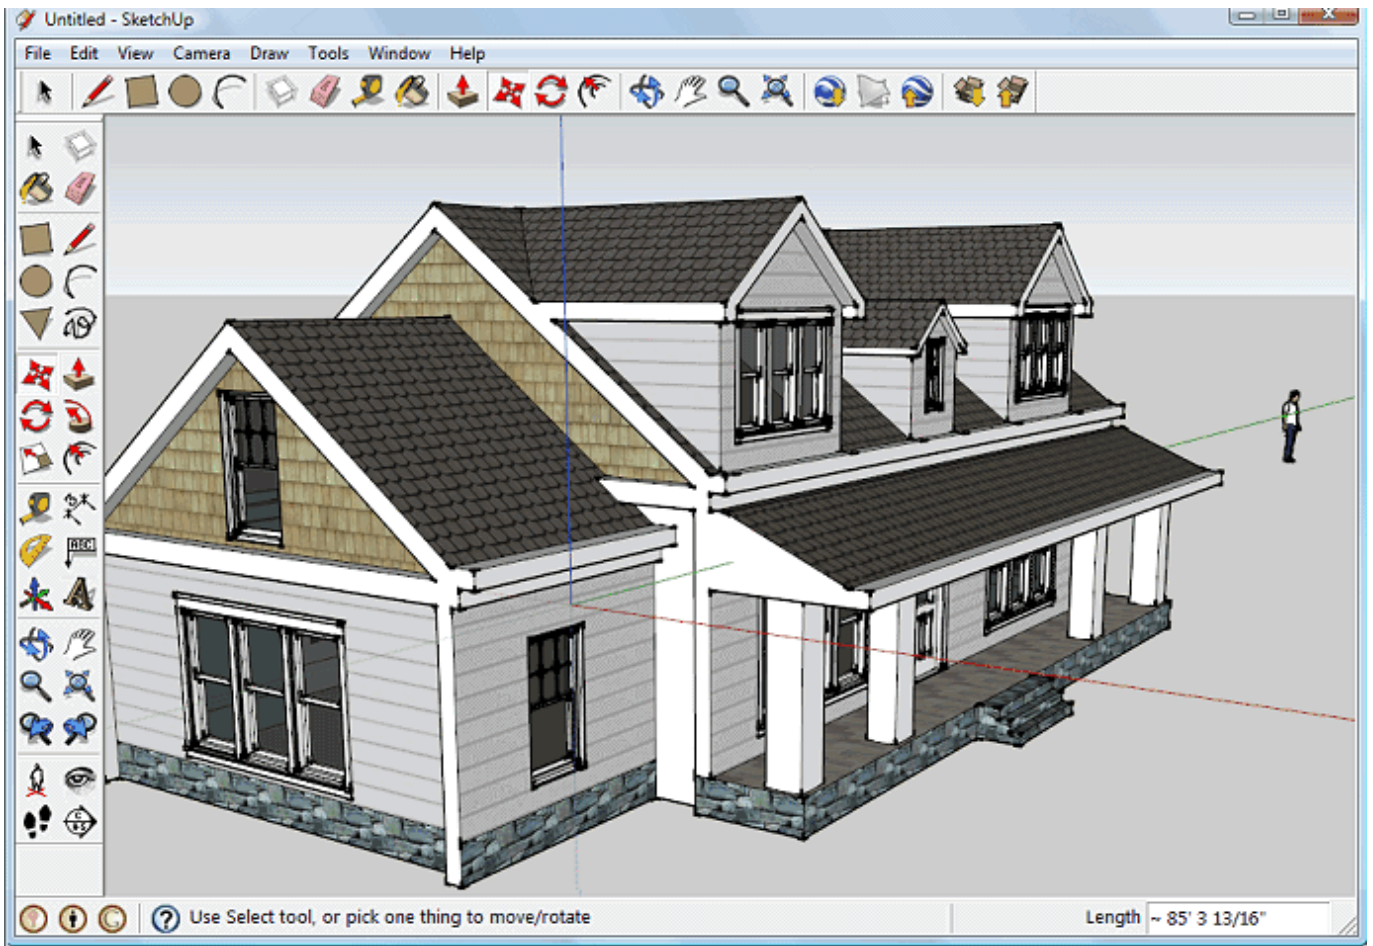 Untitled - SketchUp
File Edit View Camera Draw Tools Window Help
ABC
Use Select tool, or pick one thing to move/rotate
Length ~ 85' 3 13/16"